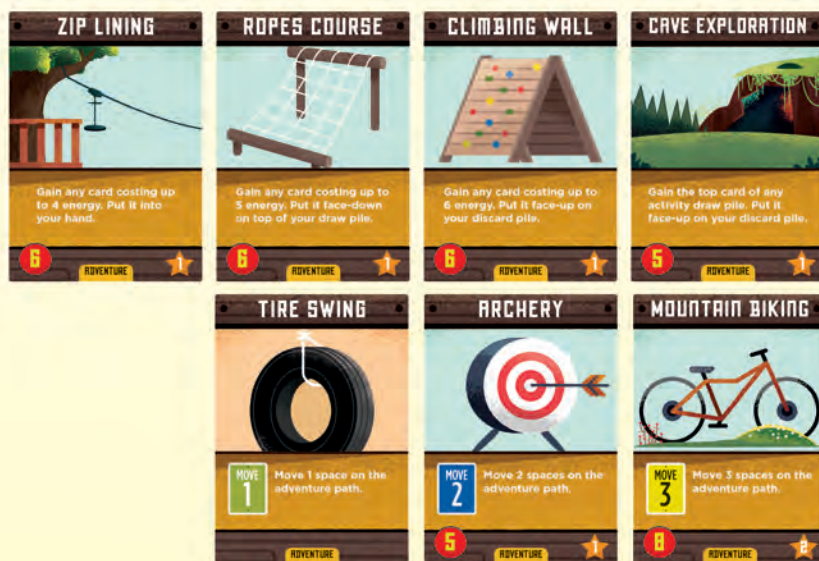 ZIP LINING
Gain any card costing up
to 4 energy. Put it into
your hand.
6
ADVENTURE
1
ROPES COURSE
Gain any card costing up to
5 energy. Put it face-down
on top of your draw pile.
6
ADVENTURE
1
CLIMBING WALL
Gain any card costing up to
6 energy. Put it face-up on
your discard pile.
6
ADVENTURE
1
CAVE EXPLORATION
Gain the top card of any
activity draw pile. Put it
face-up on your discard pile.
5
ADVENTURE
1
TIRE SWING
MOVE
1
Move 1 space on the
adventure path.
ADVENTURE
ARCHERY
MOVE
2
Move 2 spaces on the
adventure path.
5
ADVENTURE
1
MOUNTAIN BIKING
MOVE
3
Move 3 spaces on the
adventure path.
8
ADVENTURE
2